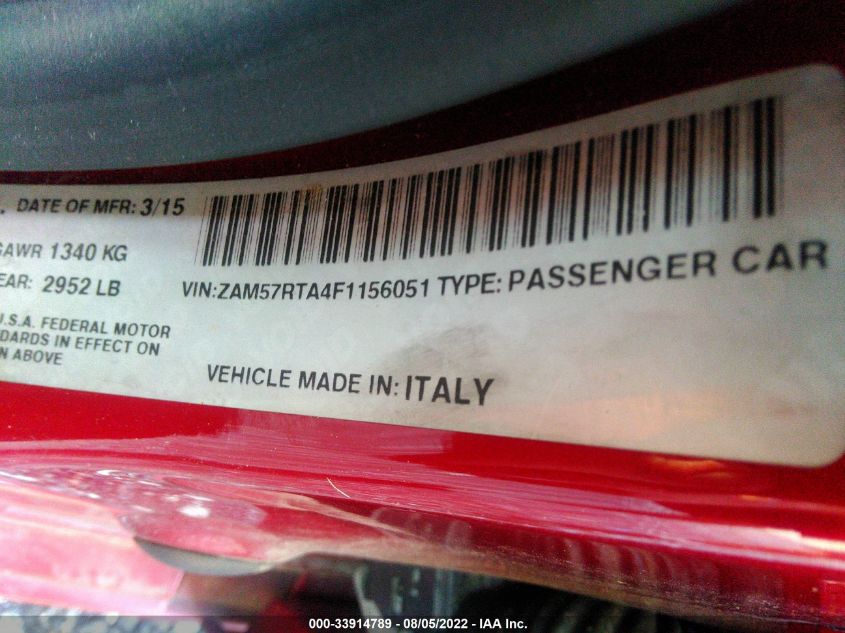 . DATE OF MFR: 3/15
GAWR 1340 KG
EAR: 2952 LB
VIN:ZAM57RTA4F1156051 TYPE: PASSENGER CAR
U.S.A. FEDERAL MOTOR
DARDS IN EFFECT ON
N ABOVE
VEHICLE MADE IN: ITALY
000-33914789 - 08/05/2022 - IAA Inc.